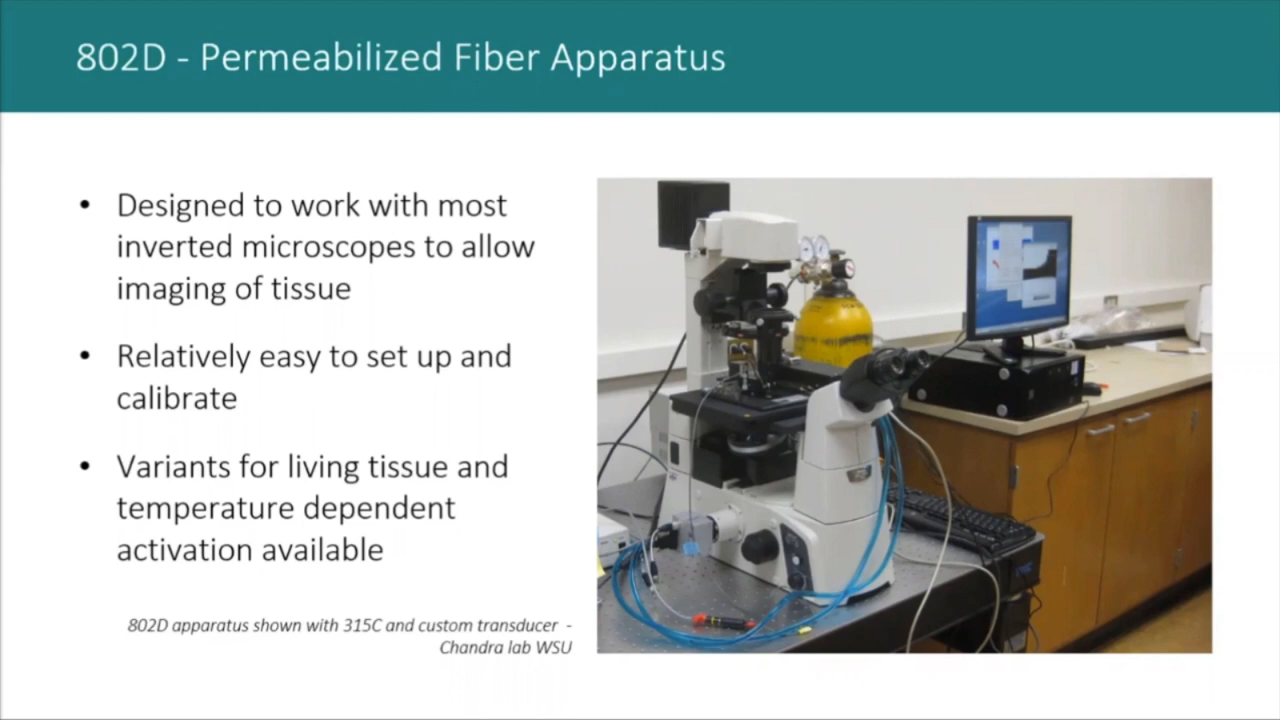 802D - Permeabilized Fiber Apparatus
• Designed to work with most
inverted microscopes to allow
imaging of tissue
• Relatively easy to set up and
calibrate
• Variants for living tissue and
temperature dependent
activation available
802D apparatus shown with 315C and custom transducer -
Chandra lab WSU